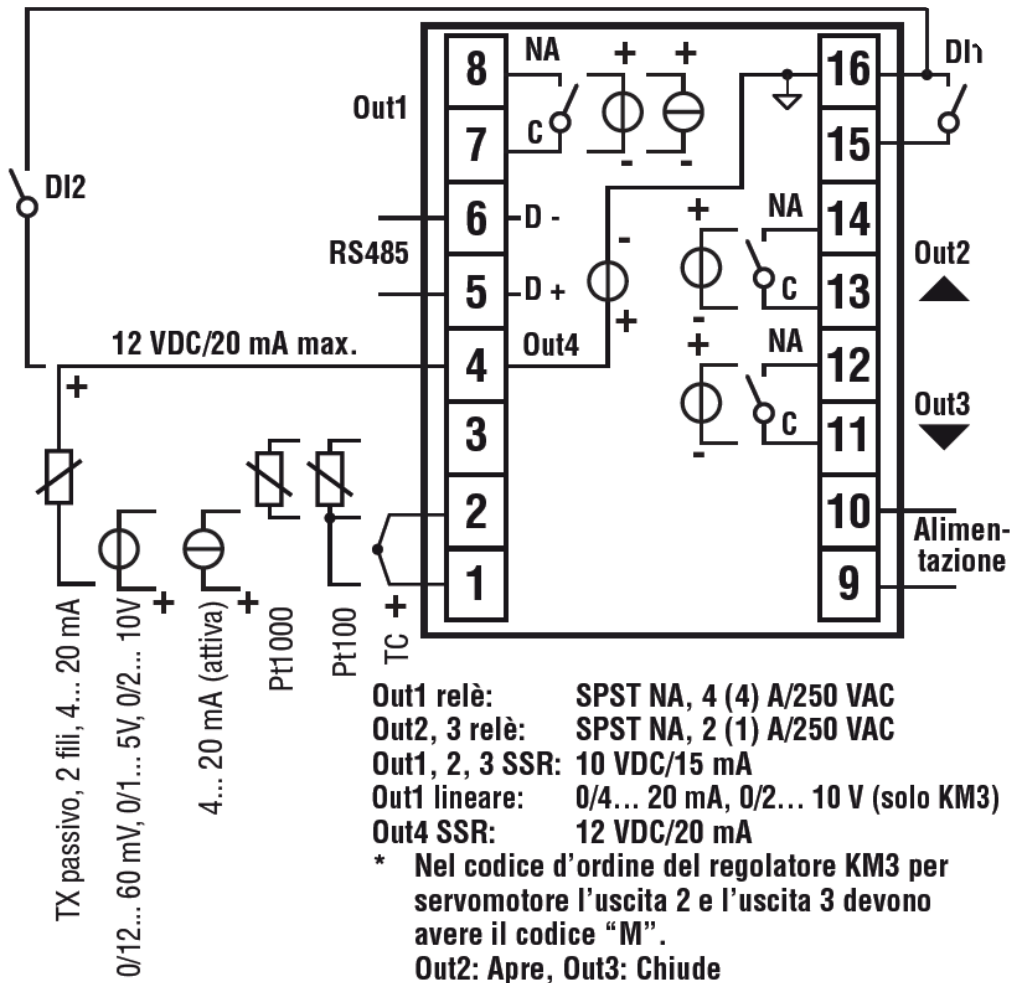 8
NA
+
+
16
DI1
Out1
7
C
-
-
15
DI2
6
D -
-
+
NA
14
RS485
Out2
5
D +
+
-
C
13
12 VDC/20 mA max.
+
4
Out4
+
NA
12
3
Out3
-
C
11
2
10
Alimen-
tazione
1
9
+
+
+
TX passivo, 2 fili, 4... 20 mA
0/12... 60 mV, 0/1... 5V, 0/2... 10V
4... 20 mA (attiva)
Pt1000
Pt100
TC
Out1 relè: SPST NA, 4 (4) A/250 VAC
Out2, 3 relè: SPST NA, 2 (1) A/250 VAC
Out1, 2, 3 SSR: 10 VDC/15 mA
Out1 lineare: 0/4... 20 mA, 0/2... 10 V (solo KM3)
Out4 SSR: 12 VDC/20 mA
* Nel codice d'ordine del regolatore KM3 per
servomotore l'uscita 2 e l'uscita 3 devono
avere il codice “M”.
Out2: Apre, Out3: Chiude